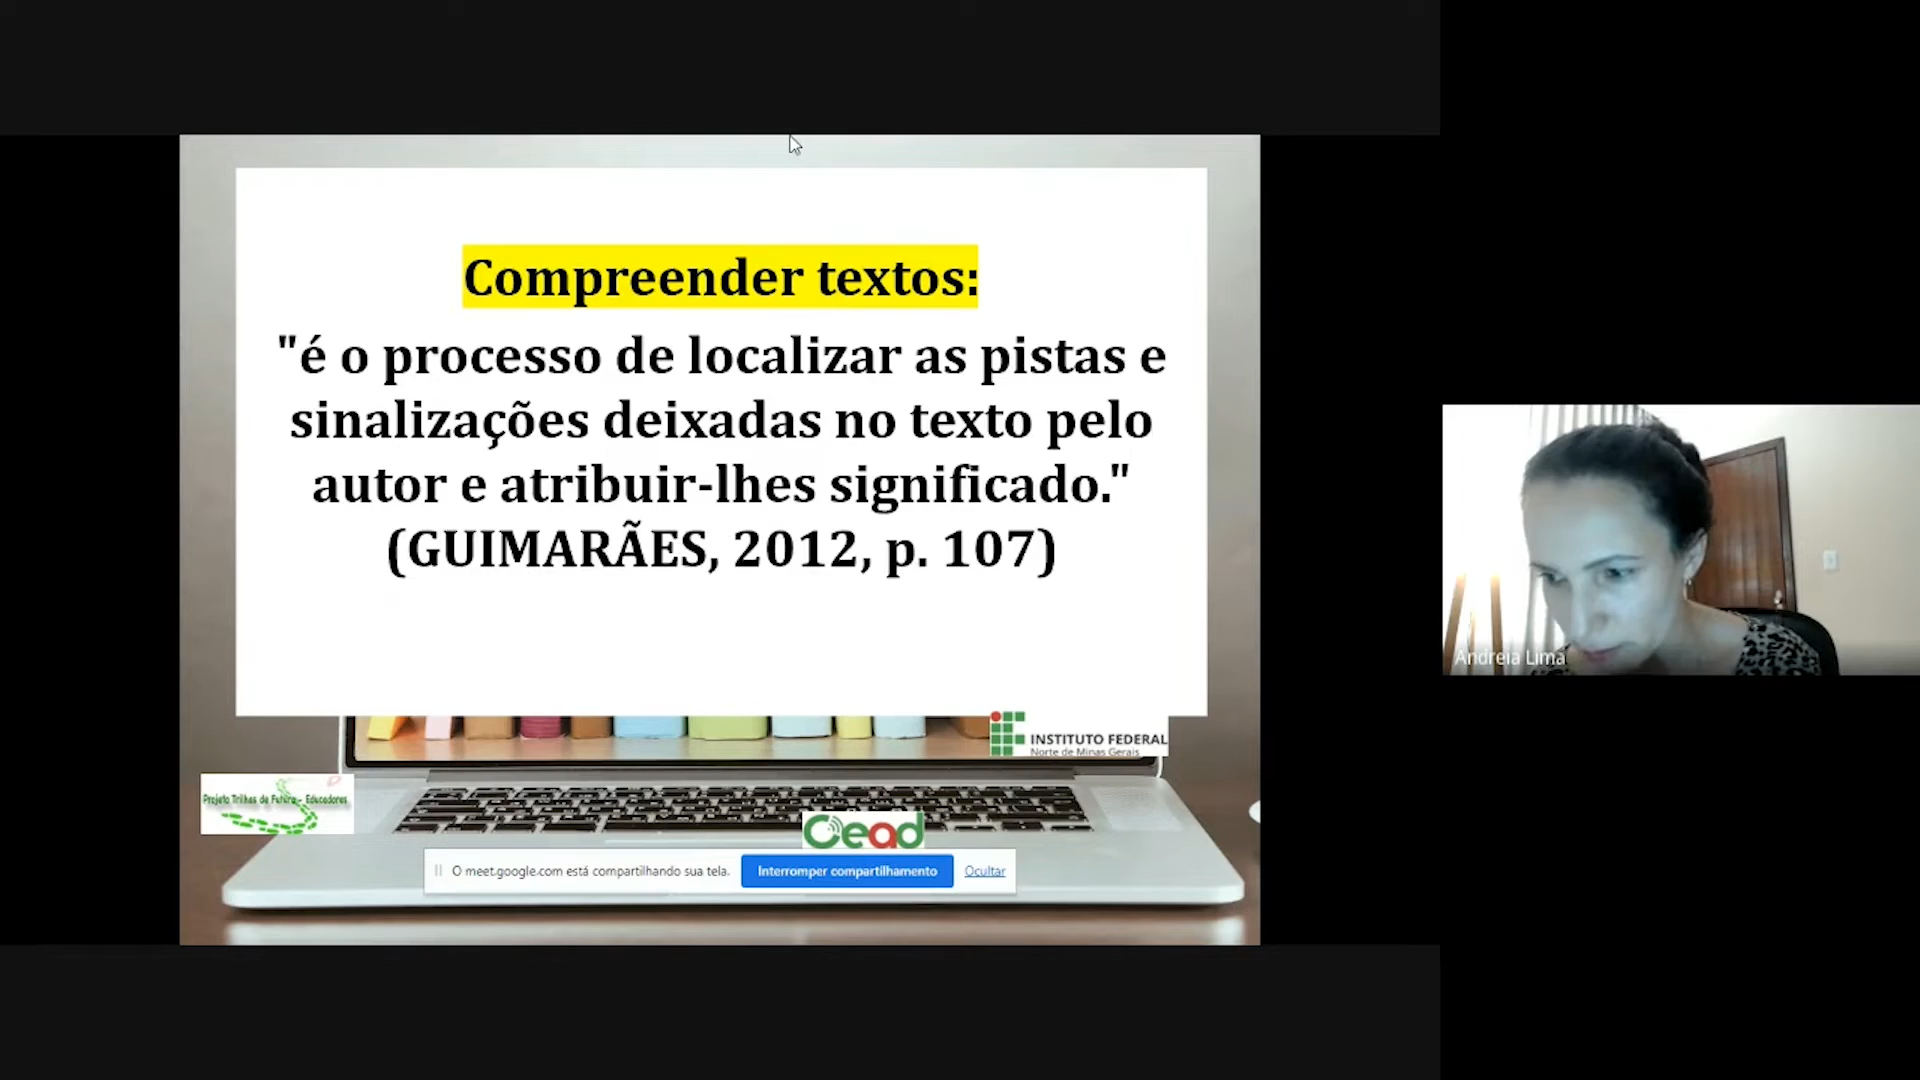 Compreender textos:
"é o processo de localizar as pistas e
sinalizações deixadas no texto pelo
autor e atribuir-lhes significado."
(GUIMARÃES, 2012, p. 107)
INSTITUTO FEDERAL
Norte de Minas Gerais
Projeto Trilhas de Futuro - Educadores
Cead
O meet.google.com está compartilhando sua tela.
Interromper compartilhamento
Ocultar
Andreia Lima